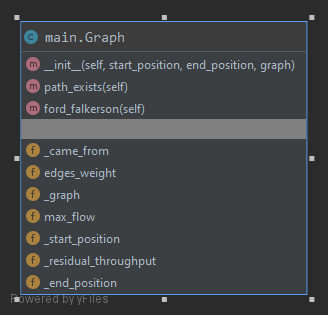 C main.Graph
m __init__(self, start_position, end_position, graph)
m path_exists(self)
m ford_falkerson(self)
f _came_from
f edges_weight
f _graph
f max_flow
f _start_position
f _residual_throughput
f _end_position
Powered by yFiles